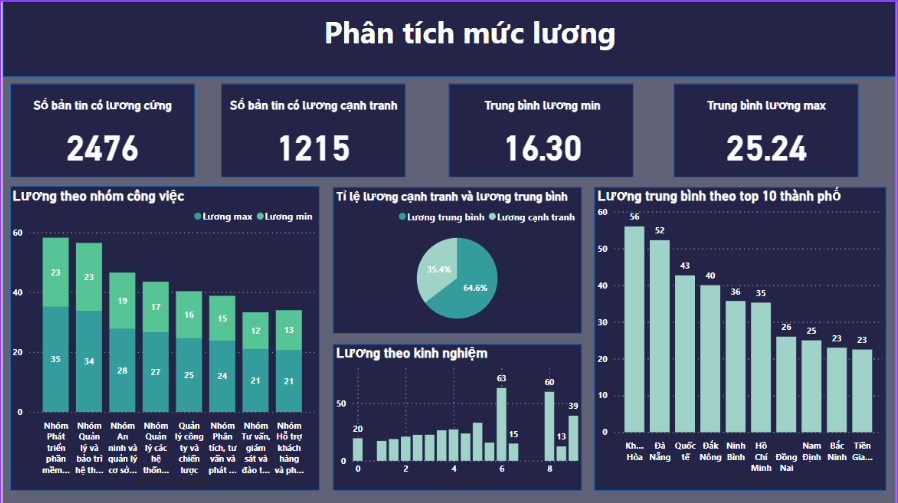 Phân tích mức lương
Số bản tin có lương cứng
2476
Số bản tin có lương cạnh tranh
1215
Trung bình lương min
16.30
Trung bình lương max
25.24
Lương theo nhóm công việc
Lương max Lương min
60
40
20
0
23 23 19 17 16 15 12 13
35 34 28 27 25 24 21 21
Nhóm Phát triển phần mềm...
Nhóm Quản lý và bảo trì hệ th...
Nhóm An ninh và quản lý cơ sở...
Nhóm Quản lý các hệ thốn...
Quản lý công ty và chiến lược
Nhóm Phân tích, tư vấn và phát ...
Nhóm Tư vấn, giám sát và đào t...
Nhóm Hỗ trợ khách hàng và ph...
Tỉ lệ lương cạnh tranh và lương trung bình
Lương trung bình Lương cạnh tranh
35.4%
64.6%
Lương theo kinh nghiệm
50
0
20 63 15 60 13 39
0 2 4 6 8
Lương trung bình theo top 10 thành phố
60
50
40
30
20
10
0
56 52 43 40 36 35 26 25 23 23
Kh... Hòa
Đà Nẵng
Quốc tế
Đắk Nông
Ninh Bình
Hồ Chí Minh
Đồng Nai
Nam Định
Bắc Ninh
Tiền Gia...